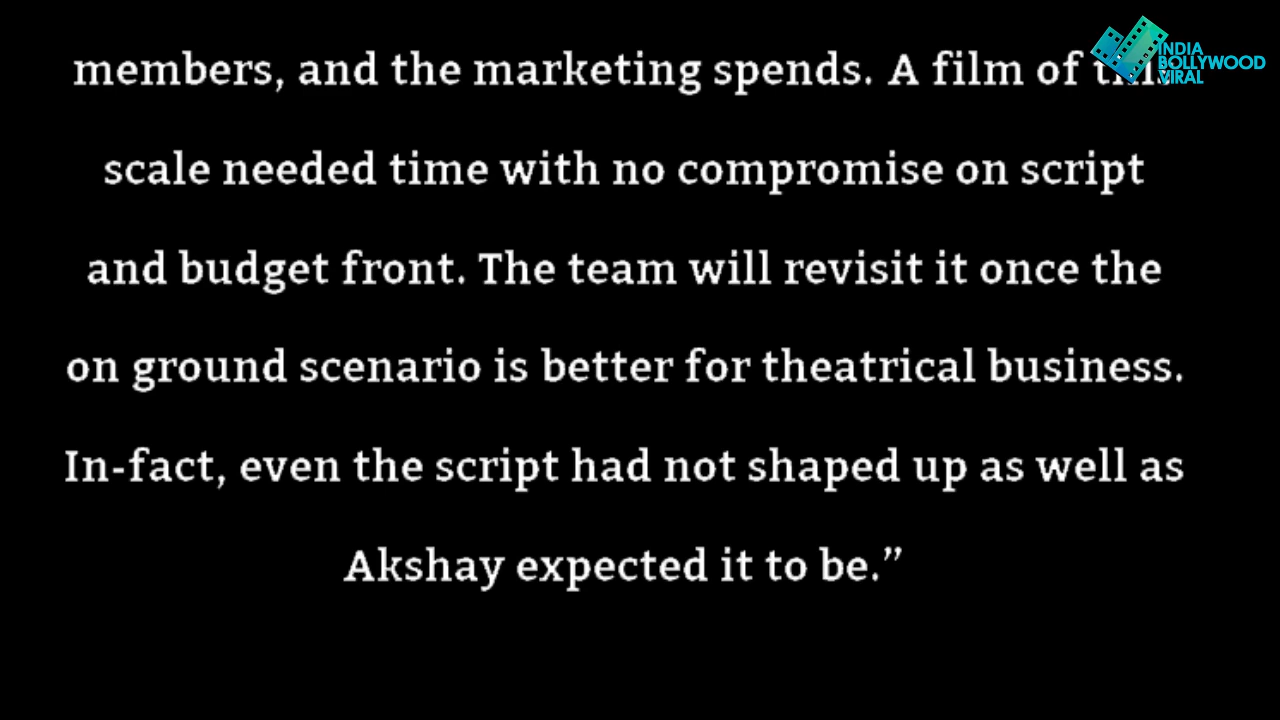 members, and the marketing spends. A film of this
scale needed time with no compromise on script
and budget front. The team will revisit it once the
on ground scenario is better for theatrical business.
In-fact, even the script had not shaped up as well as
Akshay expected it to be.”
INDIA
BOLLYWOOD
VIRAL